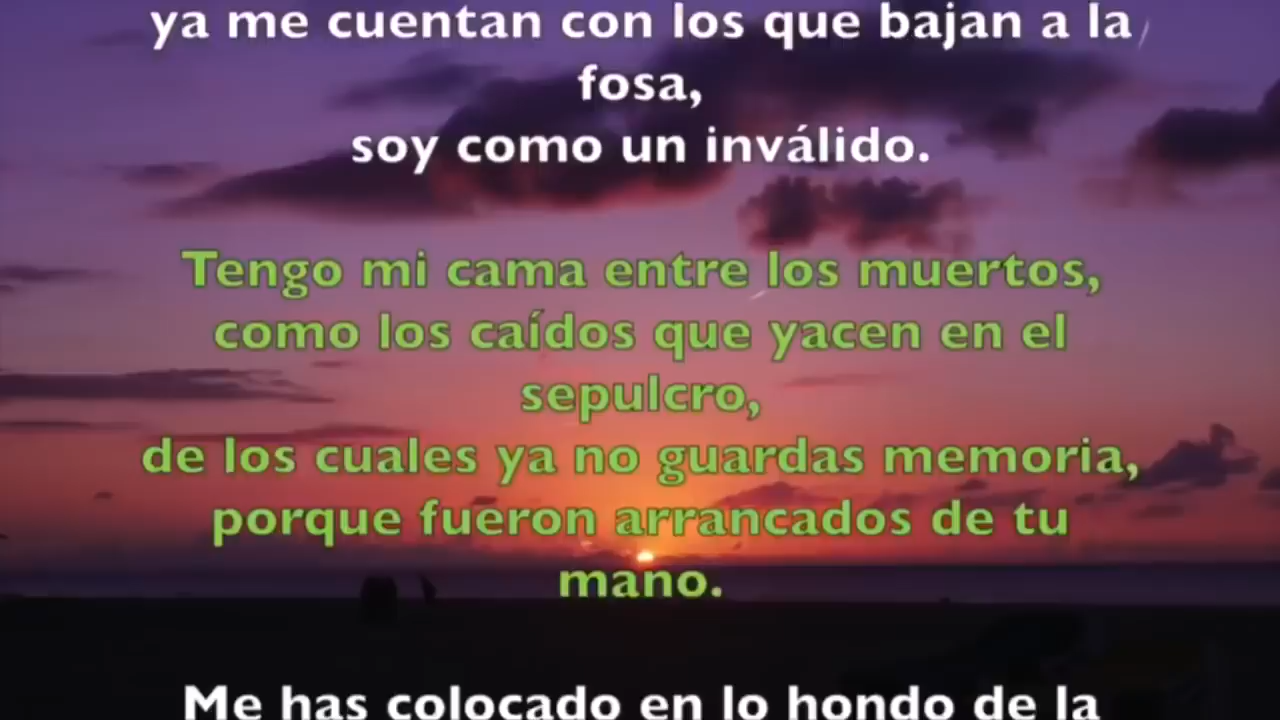 ya me cuentan con los que bajan a la
fosa,
soy como un inválido.
Tengo mi cama entre los muertos,
como los caídos que yacen en el
sepulcro,
de los cuales ya no guardas memoria,
porque fueron arrancados de tu
mano.
Me has colocado en lo hondo de la